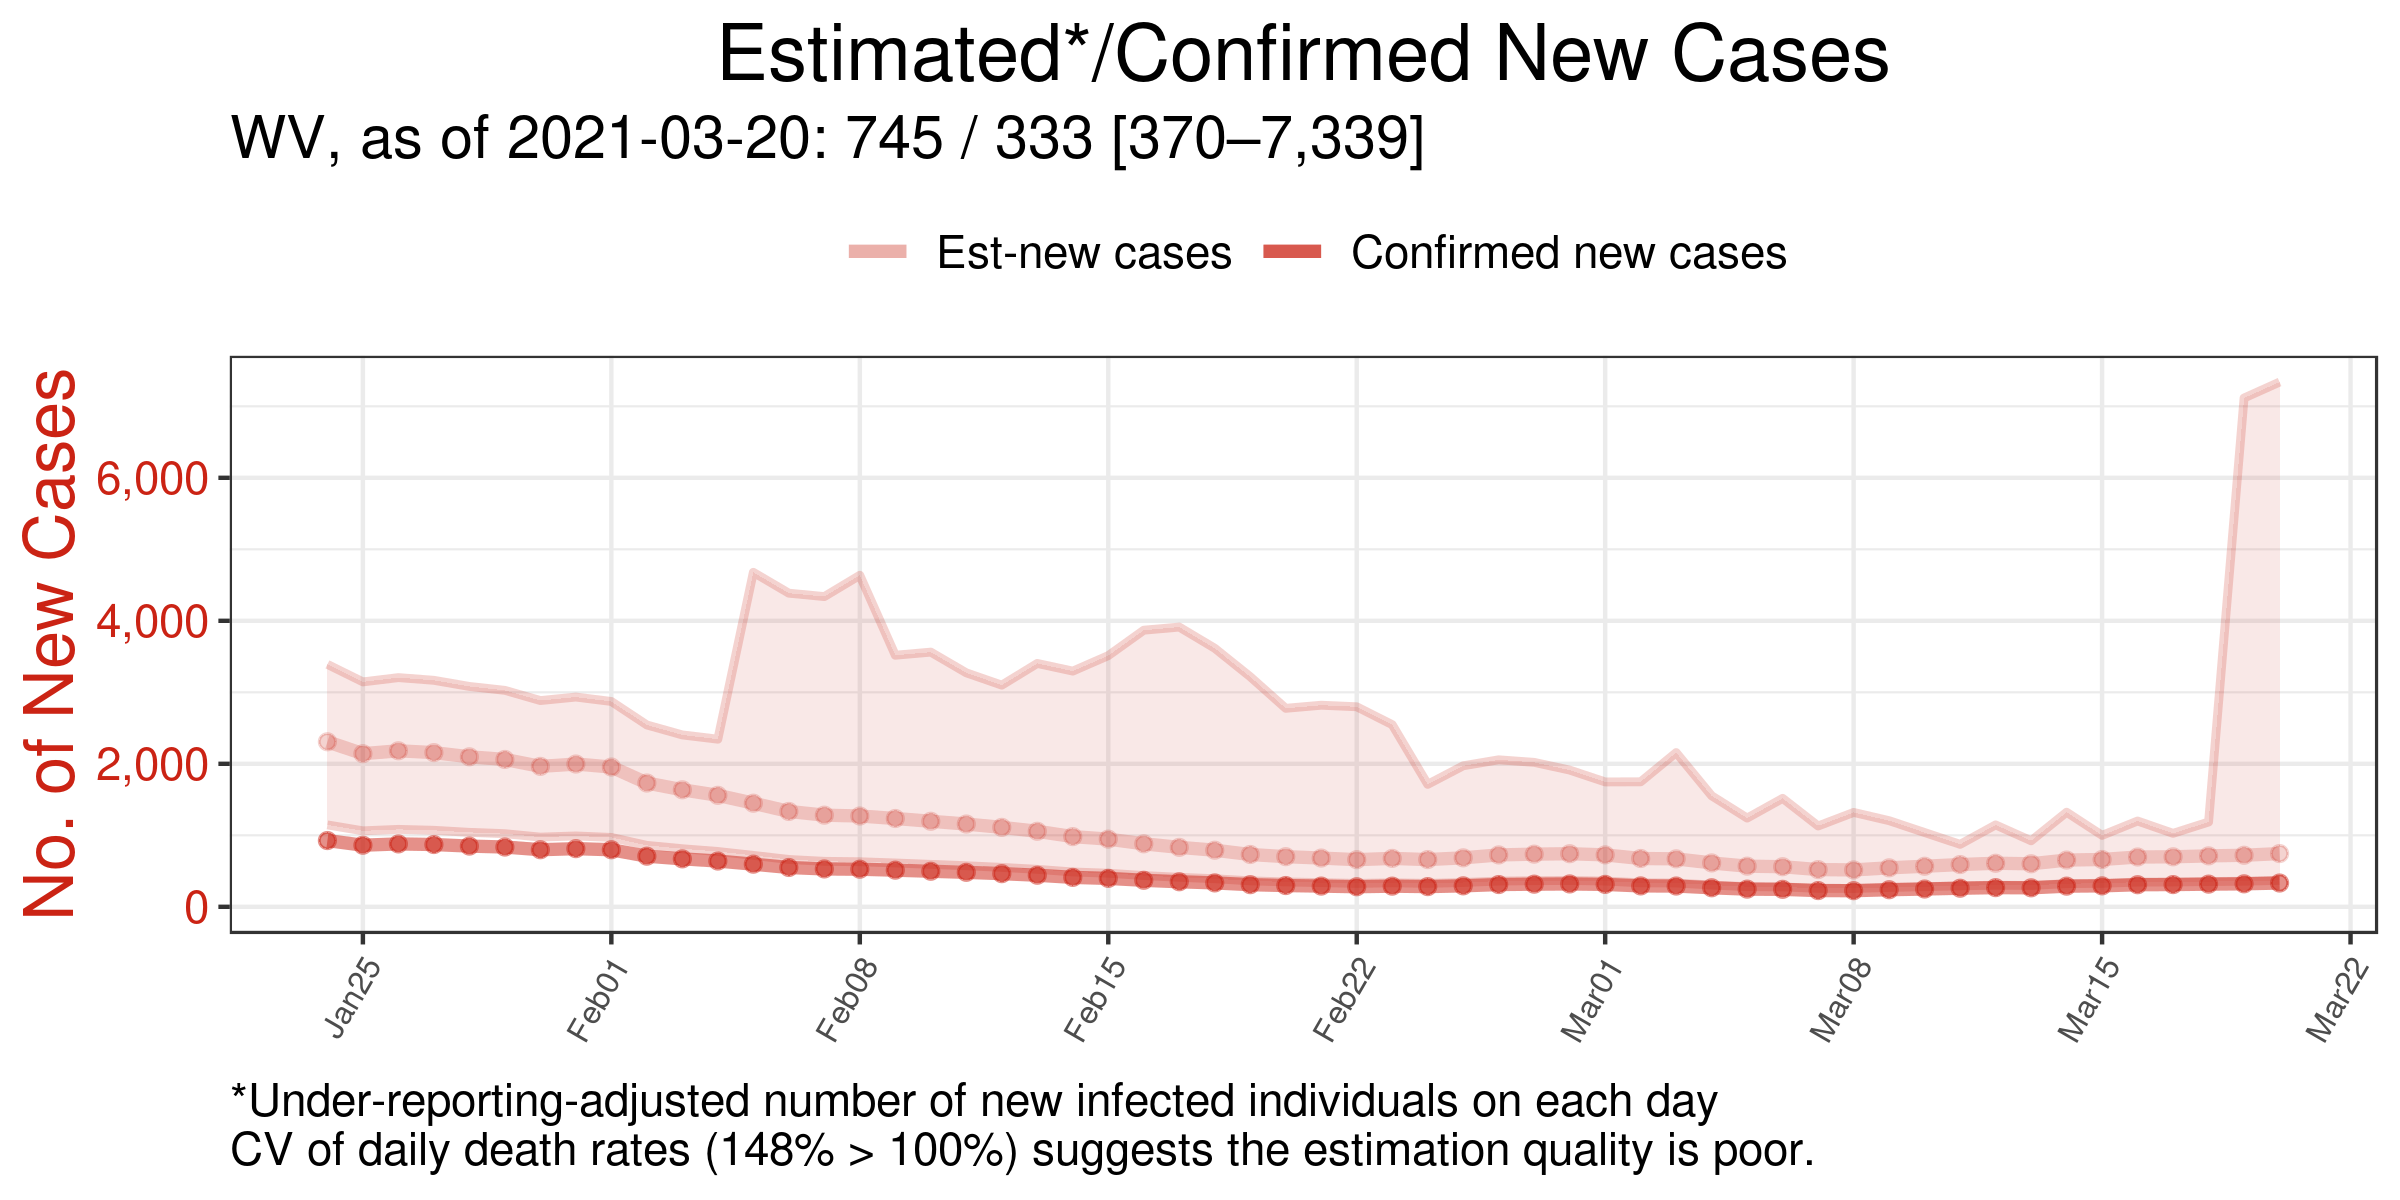 Estimated*/Confirmed New Cases
WV, as of 2021-03-20: 745 / 333 [370–7,339]
Est-new cases
Confirmed new cases
No. of New Cases
6,000
4,000
2,000
0
Jan25
Feb01
Feb08
Feb15
Feb22
Mar01
Mar08
Mar15
Mar22
*Under-reporting-adjusted number of new infected individuals on each day
CV of daily death rates (148% > 100%) suggests the estimation quality is poor.